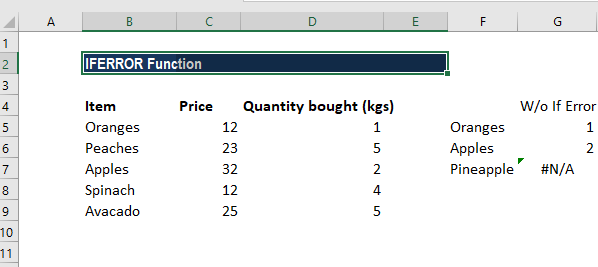 A B C D E F G
1
2 IFERROR Function
3
4 Item Price Quantity bought (kgs) W/o If Error
5 Oranges 12 1 Oranges 1
6 Peaches 23 5 Apples 2
7 Apples 32 2 Pineapple #N/A
8 Spinach 12 4
9 Avacado 25 5
10
11